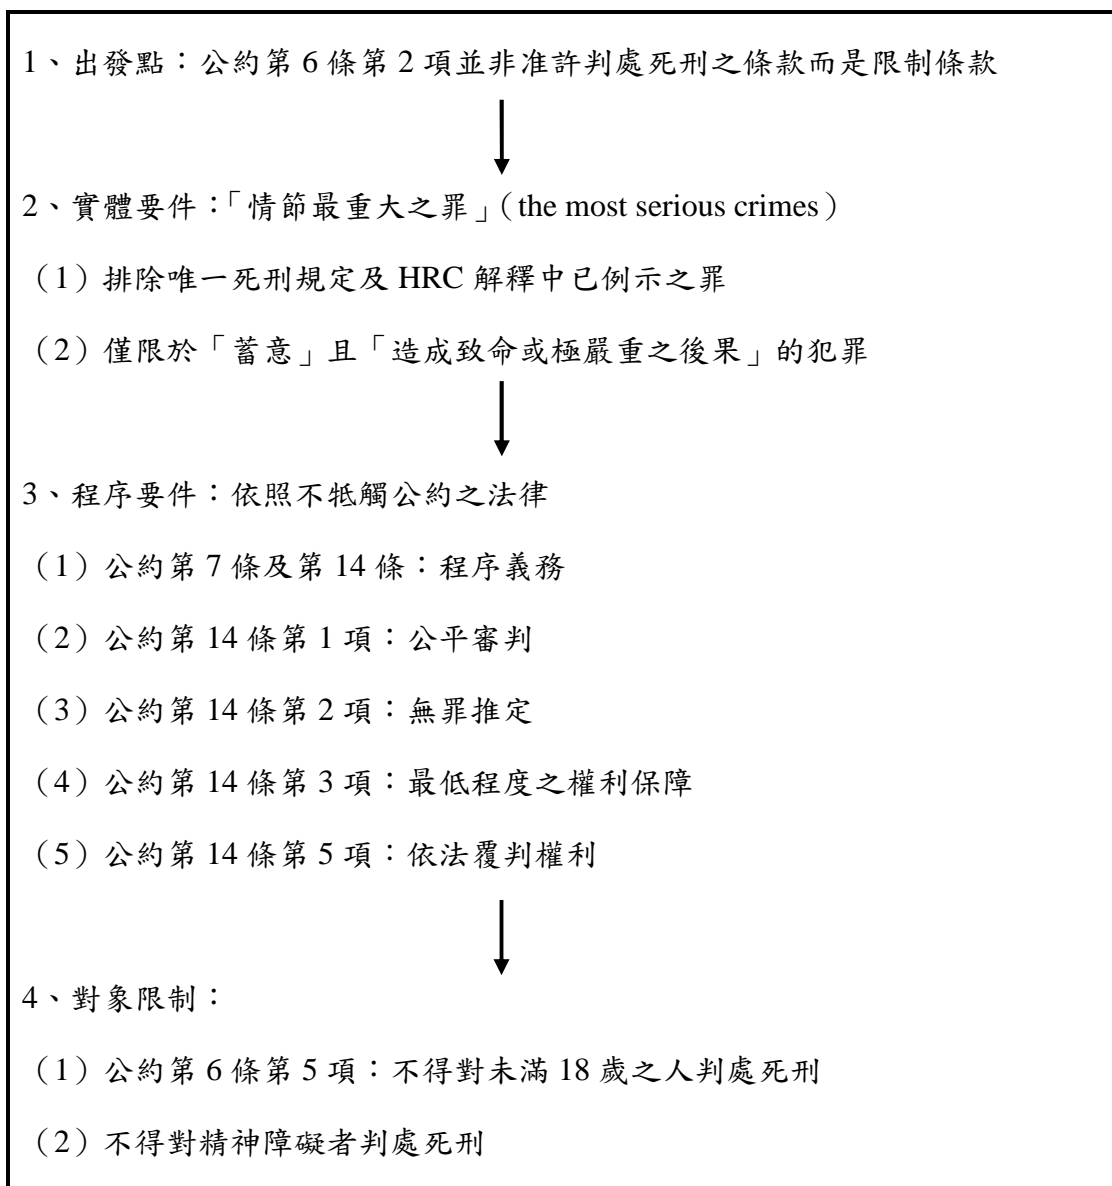 1、出發點：公約第 6 條第 2 項並非准許判處死刑之條款而是限制條款
2、實體要件：「情節最重大之罪」（the most serious crimes）
（1）排除唯一死刑規定及 HRC 解釋中已例示之罪
（2）僅限於「蓄意」且「造成致命或極嚴重之後果」的犯罪
3、程序要件：依照不牴觸公約之法律
（1）公約第 7 條及第 14 條：程序義務
（2）公約第 14 條第 1 項：公平審判
（3）公約第 14 條第 2 項：無罪推定
（4）公約第 14 條第 3 項：最低程度之權利保障
（5）公約第 14 條第 5 項：依法覆判權利
4、對象限制：
（1）公約第 6 條第 5 項：不得對未滿 18 歲之人判處死刑
（2）不得對精神障礙者判處死刑